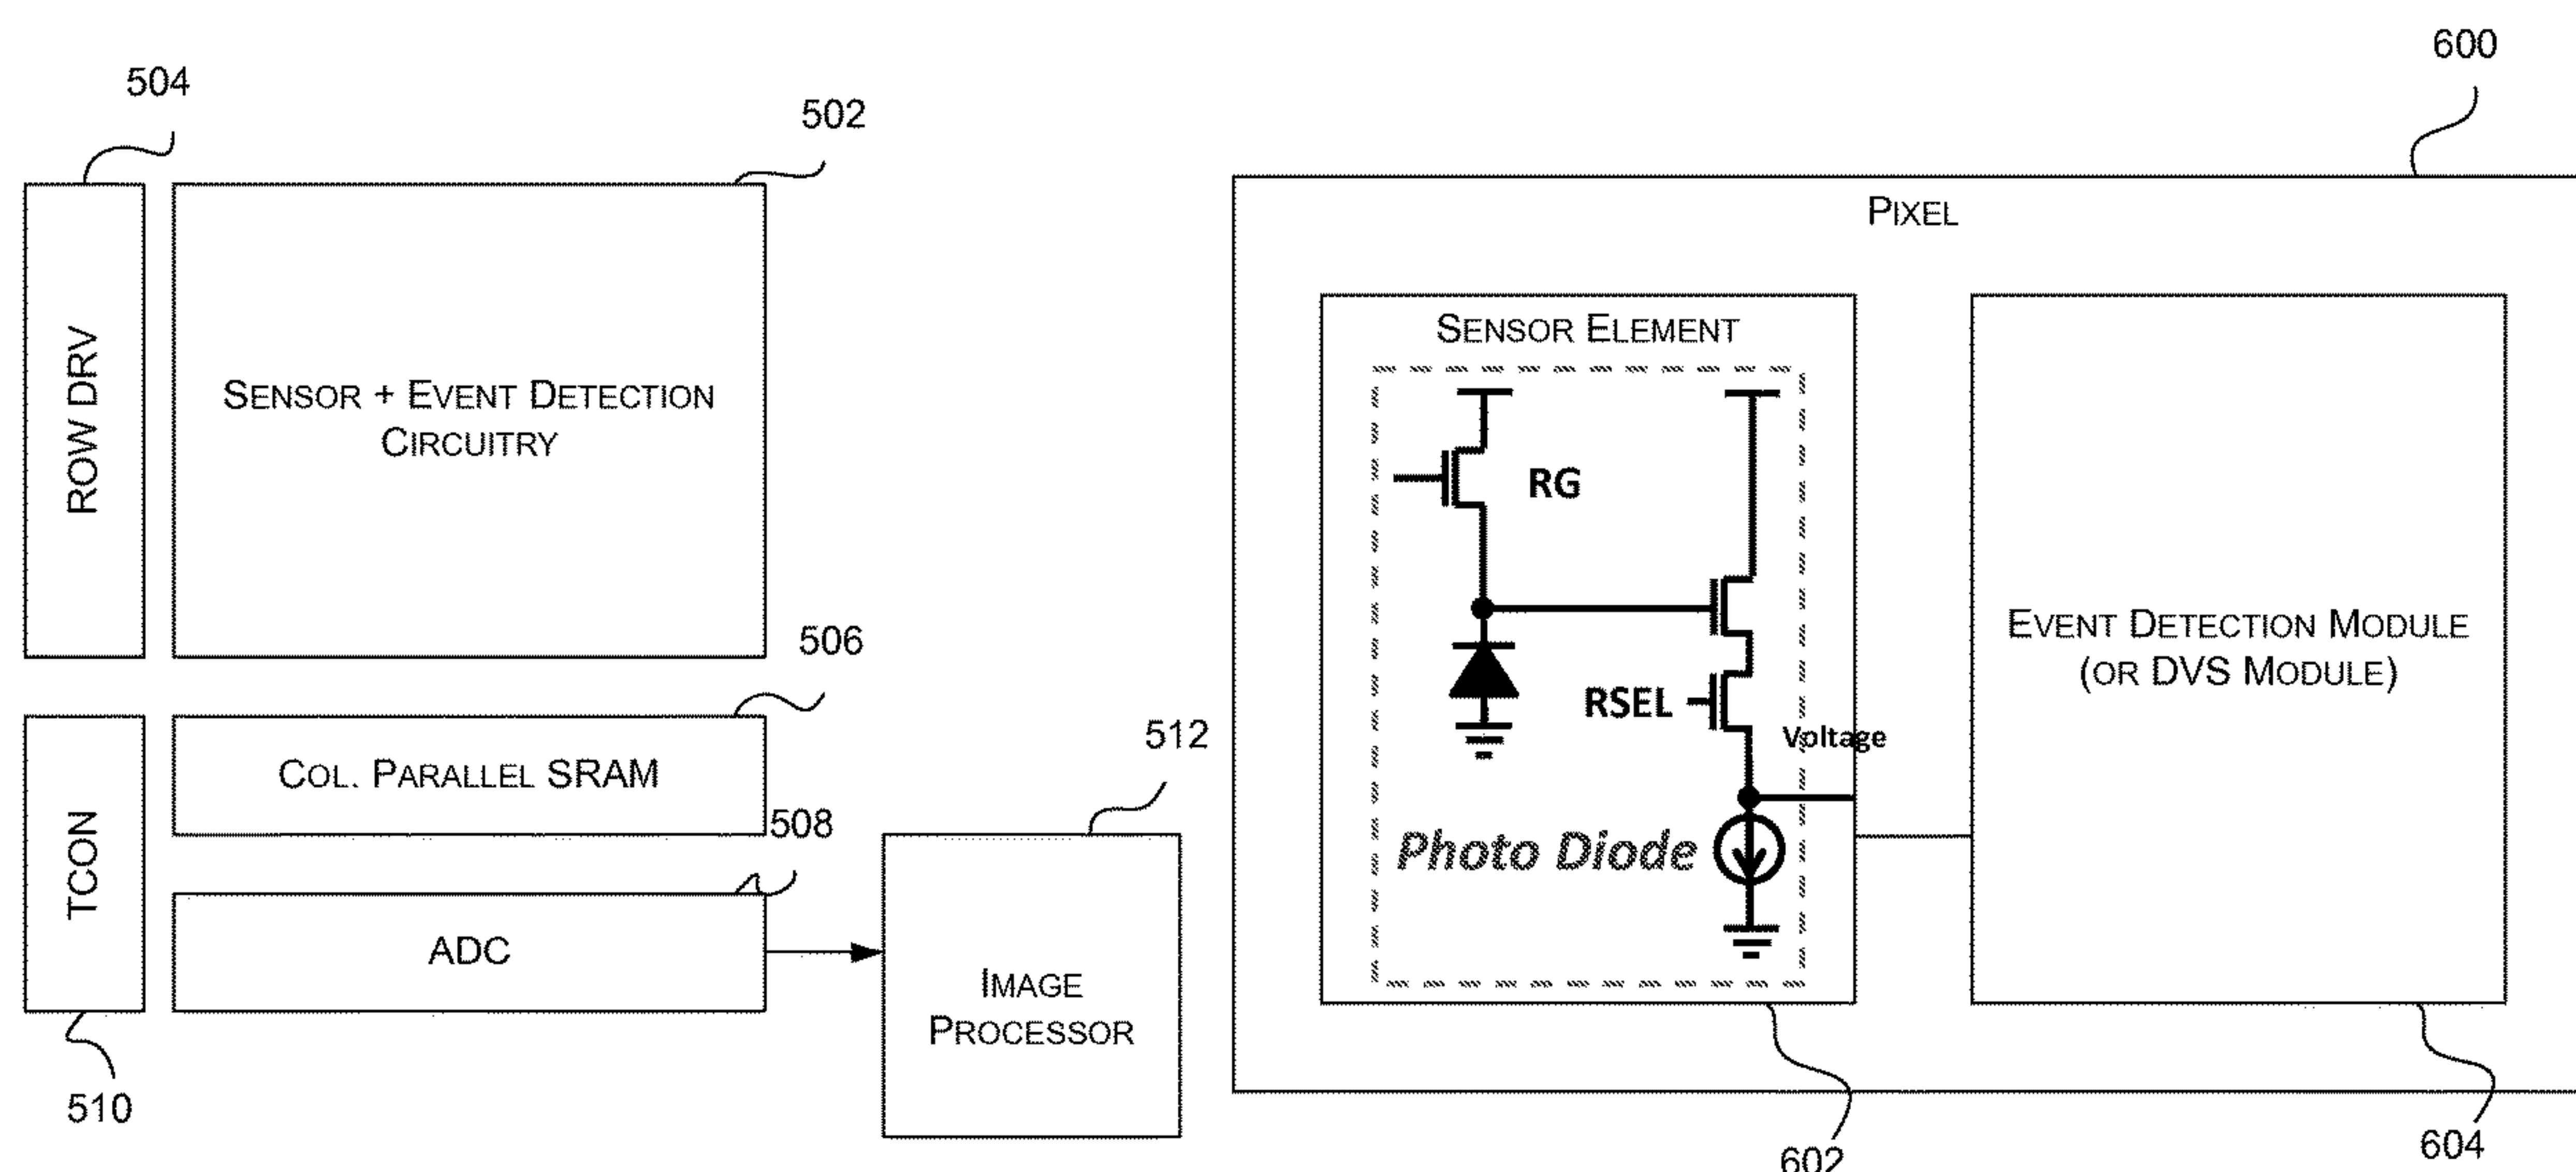 504
502
ROW DRV
SENSOR + EVENT DETECTION
CIRCUITRY
506
TCON
COL. PARALLEL SRAM
508
ADC
510
512
IMAGE
PROCESSOR
600
PIXEL
SENSOR ELEMENT
RG
RSEL
Voltage
Photo Diode
EVENT DETECTION MODULE
(OR DVS MODULE)
602
604